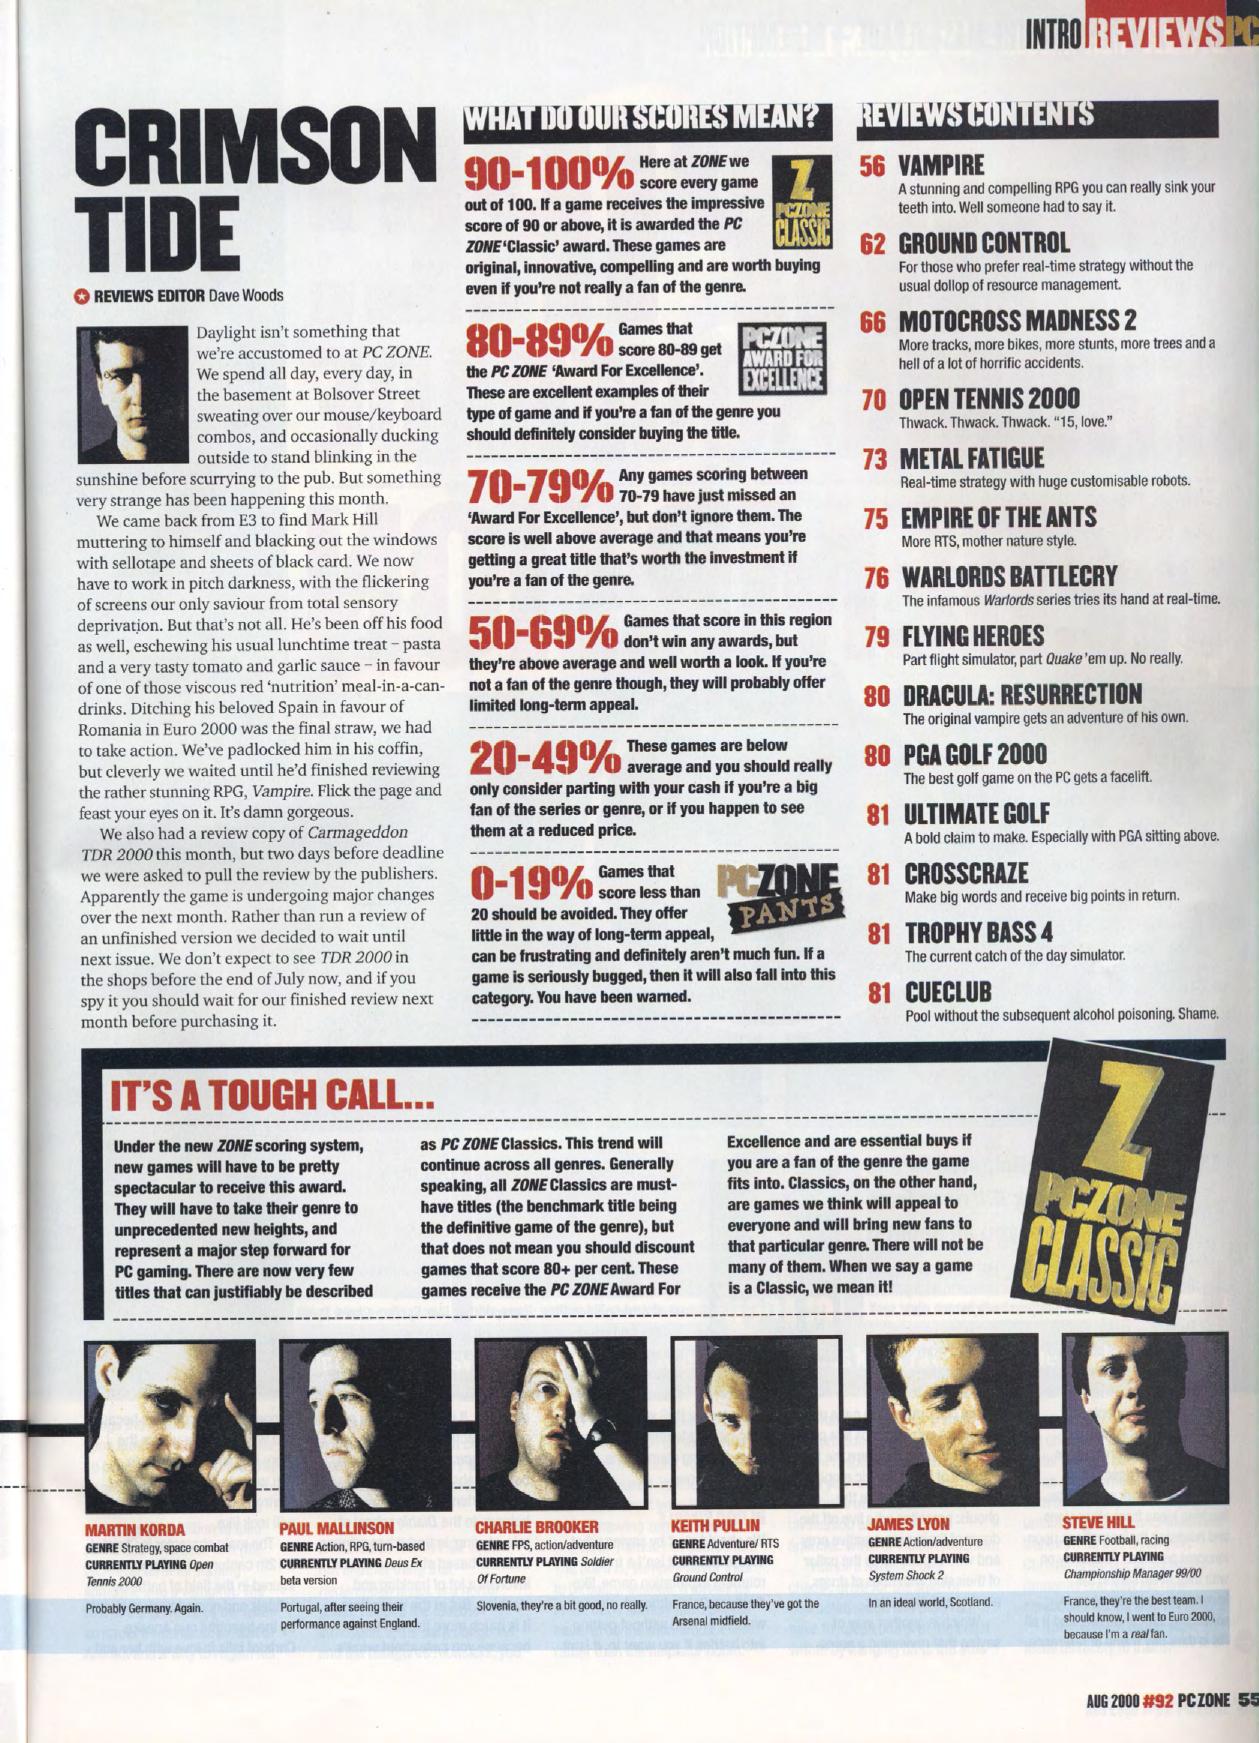 INTRO REVIEWS PC
CRIMSON
TIDE
REVIEWS EDITOR Dave Woods
Daylight isn't something that
we're accustomed to at PC ZONE.
We spend all day, every day, in
the basement at Bolsover Street
sweating over our mouse/keyboard
combos, and occasionally ducking
outside to stand blinking in the
sunshine before scurrying to the pub. But something
very strange has been happening this month.
We came back from E3 to find Mark Hill
muttering to himself and blacking out the windows
with sellotape and sheets of black card. We now
have to work in pitch darkness, with the flickering
of screens our only saviour from total sensory
deprivation. But that's not all. He's been off his food
as well, eschewing his usual lunchtime treat – pasta
and a very tasty tomato and garlic sauce – in favour
of one of those viscous red 'nutrition' meal-in-a-can-
drinks. Ditching his beloved Spain in favour of
Romania in Euro 2000 was the final straw, we had
to take action. We've padlocked him in his coffin,
but cleverly we waited until he'd finished reviewing
the rather stunning RPG, Vampire. Flick the page and
feast your eyes on it. It's damn gorgeous.
We also had a review copy of Carmageddon
TDR 2000 this month, but two days before deadline
we were asked to pull the review by the publishers.
Apparently the game is undergoing major changes
over the next month. Rather than run a review of
an unfinished version we decided to wait until
next issue. We don't expect to see TDR 2000 in
the shops before the end of July now, and if you
spy it you should wait for our finished review next
month before purchasing it.
WHAT DO OUR SCORES MEAN?
90-100% Here at ZONE we
score every game
out of 100. If a game receives the impressive
score of 90 or above, it is awarded the PC
ZONE 'Classic' award. These games are
original, innovative, compelling and are worth buying
even if you're not really a fan of the genre.
Z
PCZONE
CLASSIC
80-89% Games that
score 80-89 get
the PC ZONE 'Award For Excellence'.
These are excellent examples of their
type of game and if you're a fan of the genre you
should definitely consider buying the title.
PCZONE
AWARD FOR
EXCELLENCE
70-79% Any games scoring between
70-79 have just missed an
'Award For Excellence', but don't ignore them. The
score is well above average and that means you're
getting a great title that's worth the investment if
you're a fan of the genre.
50-69% Games that score in this region
don't win any awards, but
they're above average and well worth a look. If you're
not a fan of the genre though, they will probably offer
limited long-term appeal.
20-49% These games are below
average and you should really
only consider parting with your cash if you're a big
fan of the series or genre, or if you happen to see
them at a reduced price.
0-19% Games that
score less than
20 should be avoided. They offer
little in the way of long-term appeal,
can be frustrating and definitely aren't much fun. If a
game is seriously bugged, then it will also fall into this
category. You have been warned.
PCZONE
PANTS
REVIEWS CONTENTS
56 VAMPIRE
A stunning and compelling RPG you can really sink your
teeth into. Well someone had to say it.
62 GROUND CONTROL
For those who prefer real-time strategy without the
usual dollop of resource management.
66 MOTOCROSS MADNESS 2
More tracks, more bikes, more stunts, more trees and a
hell of a lot of horrific accidents.
70 OPEN TENNIS 2000
Thwack. Thwack. Thwack. "15, love."
73 METAL FATIGUE
Real-time strategy with huge customisable robots.
75 EMPIRE OF THE ANTS
More RTS, mother nature style.
76 WARLORDS BATTLECRY
The infamous Warlords series tries its hand at real-time.
79 FLYING HEROES
Part flight simulator, part Quake 'em up. No really.
80 DRACULA: RESURRECTION
The original vampire gets an adventure of his own.
80 PGA GOLF 2000
The best golf game on the PC gets a facelift.
81 ULTIMATE GOLF
A bold claim to make. Especially with PGA sitting above.
81 CROSSCRAZE
Make big words and receive big points in return.
81 TROPHY BASS 4
The current catch of the day simulator.
81 CUECLUB
Pool without the subsequent alcohol poisoning. Shame.
IT'S A TOUGH CALL...
Under the new ZONE scoring system,
new games will have to be pretty
spectacular to receive this award.
They will have to take their genre to
unprecedented new heights, and
represent a major step forward for
PC gaming. There are now very few
titles that can justifiably be described
as PC ZONE Classics. This trend will
continue across all genres. Generally
speaking, all ZONE Classics are must-
have titles (the benchmark title being
the definitive game of the genre), but
that does not mean you should discount
games that score 80+ per cent. These
games receive the PC ZONE Award For
Excellence and are essential buys if
you are a fan of the genre the game
fits into. Classics, on the other hand,
are games we think will appeal to
everyone and will bring new fans to
that particular genre. There will not be
many of them. When we say a game
is a Classic, we mean it!
Z
PCZONE
CLASSIC
MARTIN KORDA
GENRE Strategy, space combat
CURRENTLY PLAYING Open
Tennis 2000
Probably Germany. Again.
PAUL MALLINSON
GENRE Action, RPG, turn-based
CURRENTLY PLAYING Deus Ex
beta version
Portugal, after seeing their
performance against England.
CHARLIE BROOKER
GENRE FPS, action/adventure
CURRENTLY PLAYING Soldier
Of Fortune
Slovenia, they're a bit good, no really.
KEITH PULLIN
GENRE Adventure/ RTS
CURRENTLY PLAYING
Ground Control
France, because they've got the
Arsenal midfield.
JAMES LYON
GENRE Action/adventure
CURRENTLY PLAYING
System Shock 2
In an ideal world, Scotland.
STEVE HILL
GENRE Football, racing
CURRENTLY PLAYING
Championship Manager 99/00
France, they're the best team. I
should know, I went to Euro 2000,
because I'm a real fan.
AUG 2000 #92 PC ZONE 55